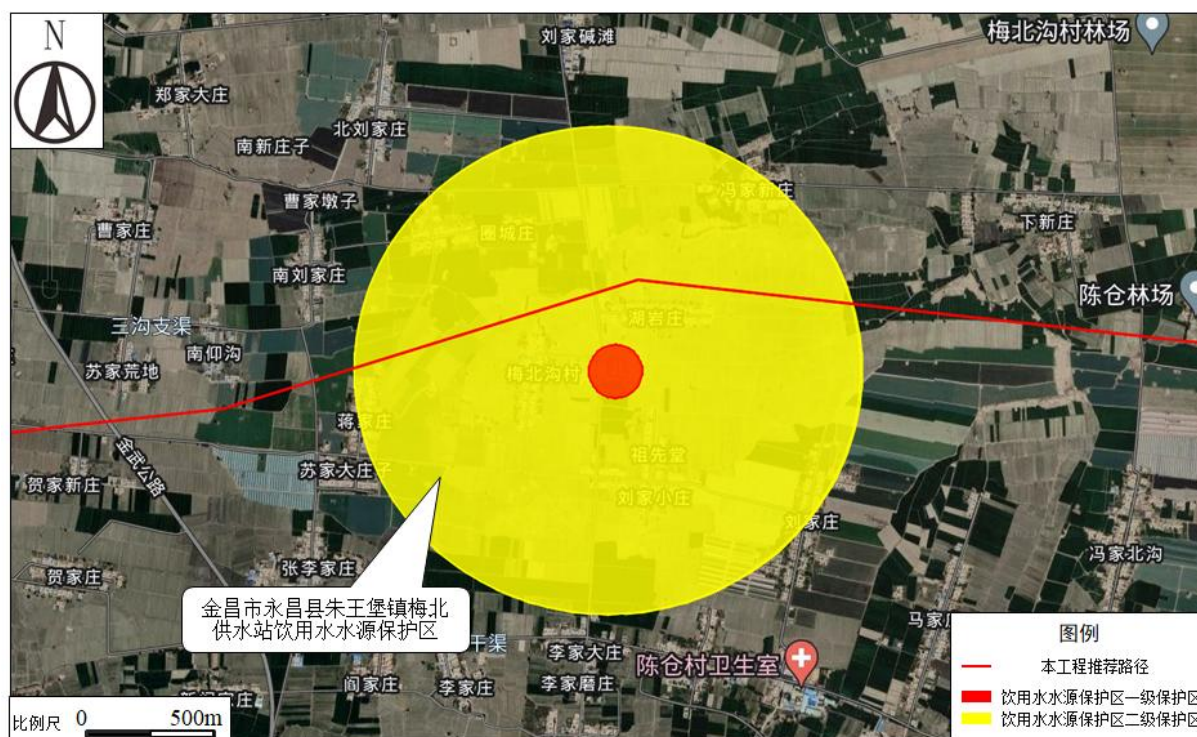 N
刘家碱滩
梅北沟村林场
郑家大庄
北刘家庄
南新庄子
曹家墩子
冯家新庄
曹家庄
圈城庄
下新庄
南刘家庄
陈仓林场
三沟支渠
湖岩庄
南仰沟
苏家荒地
梅北沟村
蒋家庄
金武公路
苏家大庄子
祖先堂
贺家新庄
刘家小庄
刘家庄
冯家北沟
张李家庄
贺家庄
金昌市永昌县朱王堡镇梅北
供水站饮用水水源保护区
干渠
马家
李家大庄
陈仓村卫生室
阎家庄
李家庄
李家磨庄
图例
本工程推荐路径
饮用水水源保护区一级保护区
饮用水水源保护区二级保护区
比例尺 0 500m